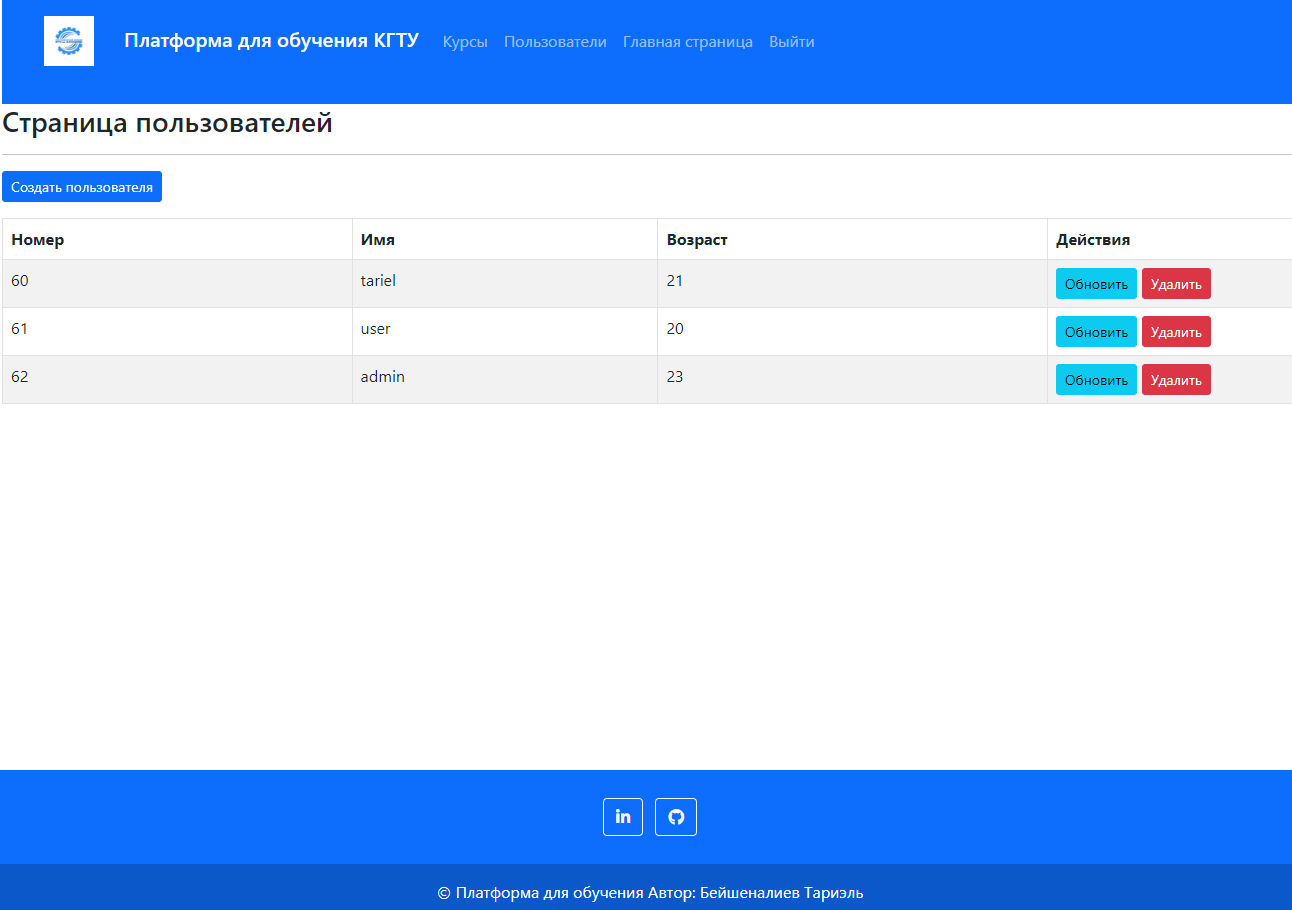 Платформа для обучения КГТУ Курсы Пользователи Главная страница Выйти
Страница пользователей
Создать пользователя
Номер Имя Возраст Действия
60 tariel 21 Обновить Удалить
61 user 20 Обновить Удалить
62 admin 23 Обновить Удалить
in
© Платформа для обучения Автор: Бейшеналиев Тариэль